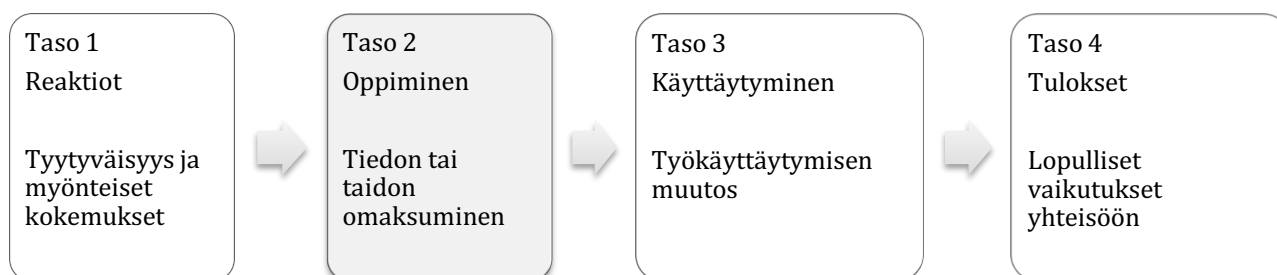 Taso 1
Reaktiot
Tyytyväisyys ja
myönteiset
kokemukset
Taso 2
Oppiminen
Tiedon tai
taidon
omaksuminen
Taso 3
Käyttäytyminen
Työkäyttäytymisen
muutos
Taso 4
Tulokset
Lopulliset
vaikutukset
yhteisöön